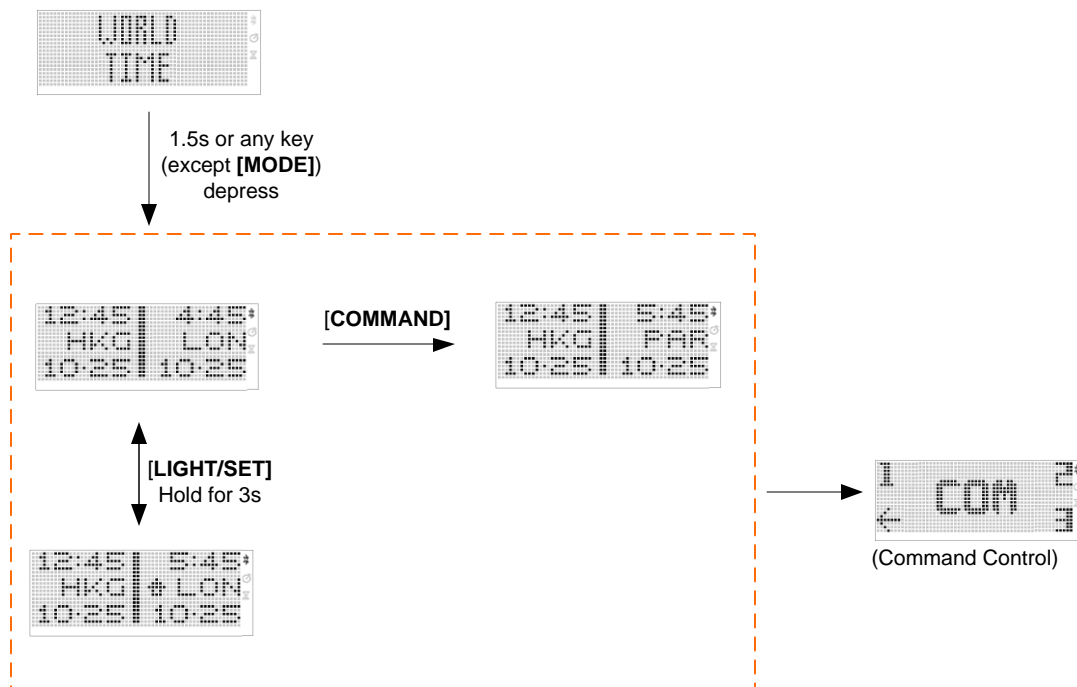 WORLD
TIME
1.5s or any key
(except [MODE])
depress
12:45 4:45
HKG LON
10·25 10·25
[COMMAND]
12:45 5:45
HKG PAR
10·25 10·25
[LIGHT/SET]
Hold for 3s
12:45 5:45
HKG LON
10·25 10·25
1 2
COM
← 3
(Command Control)